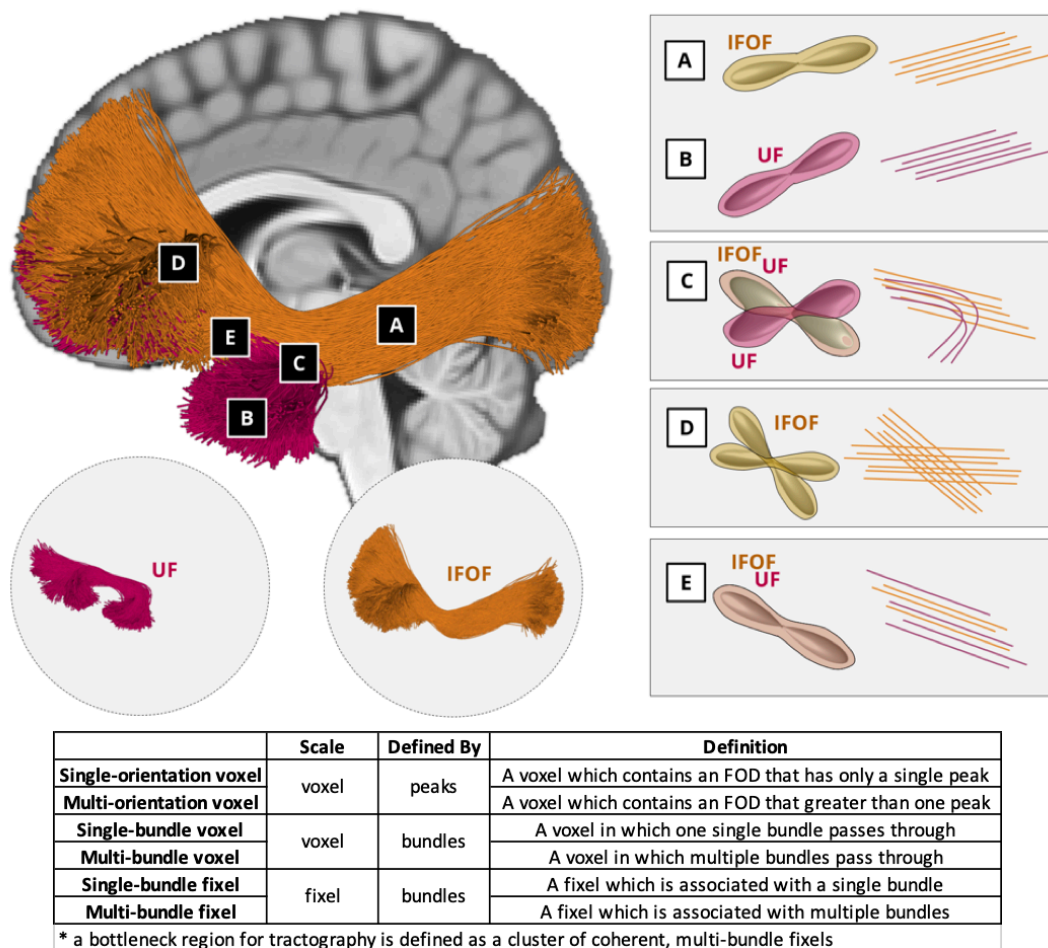 D
A
E
C
B
UF
IFOF
A
IFOF
B
UF
C
IFOF
UF
UF
D
IFOF
E
IFOF
UF
Scale Defined By Definition
Single-orientation voxel voxel peaks A voxel which contains an FOD that has only a single peak
Multi-orientation voxel A voxel which contains an FOD that greater than one peak
Single-bundle voxel voxel bundles A voxel in which one single bundle passes through
Multi-bundle voxel A voxel in which multiple bundles pass through
Single-bundle fixel fixel bundles A fixel which is associated with a single bundle
Multi-bundle fixel A fixel which is associated with multiple bundles
* a bottleneck region for tractography is defined as a cluster of coherent, multi-bundle fixels